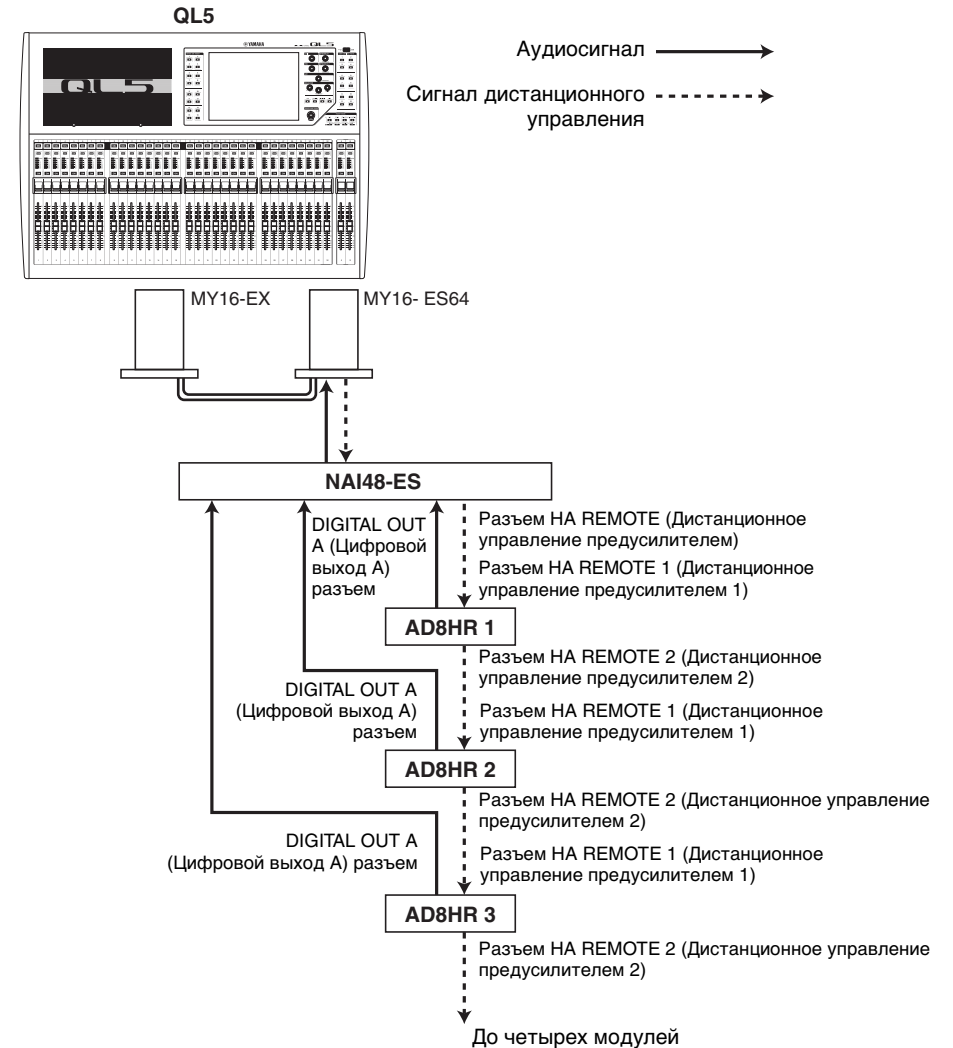 QL5
YAMAHA
QL5
QL5
Аудиосигнал
Сигнал дистанционного
управления
MY16-EX
MY16- ES64
NAI48-ES
DIGITAL OUT
A (Цифровой
выход A)
разъем
Разъем HA REMOTE (Дистанционное
управление предусилителем)
Разъем HA REMOTE 1 (Дистанционное
управление предусилителем 1)
AD8HR 1
Разъем HA REMOTE 2 (Дистанционное
управление предусилителем 2)
DIGITAL OUT A
(Цифровой выход A)
разъем
Разъем HA REMOTE 1 (Дистанционное
управление предусилителем 1)
AD8HR 2
Разъем HA REMOTE 2 (Дистанционное управление
предусилителем 2)
DIGITAL OUT A
(Цифровой выход A) разъем
Разъем HA REMOTE 1 (Дистанционное
управление предусилителем 1)
AD8HR 3
Разъем HA REMOTE 2 (Дистанционное управление
предусилителем 2)
До четырех модулей